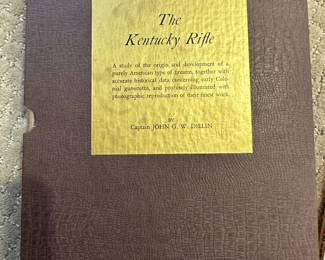 The
Kentucky Rifle
A study of the origin and development of a
purely American type of firearm, together with
accurate historical data concerning early Colo-
nial gunsmiths, and profusely illustrated with
photographic reproduction of their finest work.
BY
Captain JOHN G. W. DILLIN